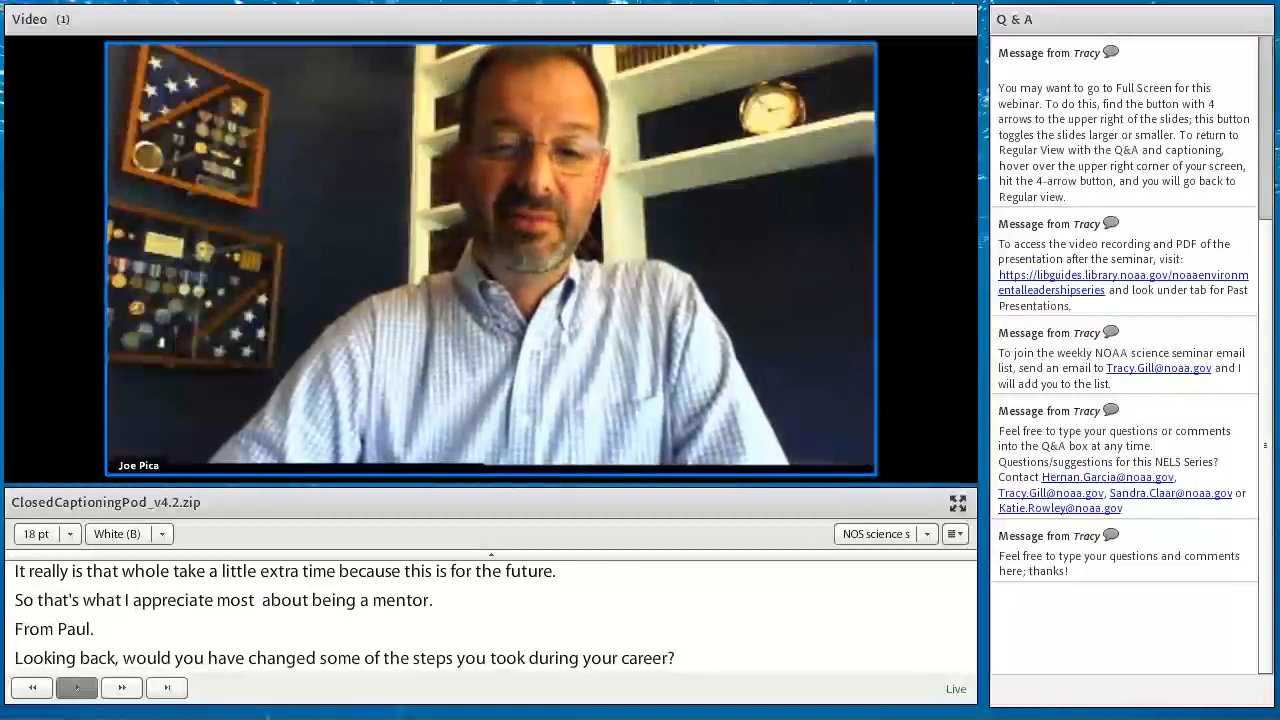 Video (1)
Joe Pica
ClosedCaptioningPod_v4.2.zip
18 pt
White (B)
NOS science s
It really is that whole take a little extra time because this is for the future.
So that's what I appreciate most  about being a mentor.
From Paul.
Looking back, would you have changed some of the steps you took during your career?
Live
Q & A
Message from Tracy
You may want to go to Full Screen for this
webinar. To do this, find the button with 4
arrows to the upper right of the slides; this button
toggles the slides larger or smaller. To return to
Regular View with the Q&A and captioning,
hover over the upper right corner of your screen,
hit the 4-arrow button, and you will go back to
Regular view.
Message from Tracy
To access the video recording and PDF of the
presentation after the seminar, visit:
https://libguides.library.noaa.gov/noaaenvironm
entalleadershipseries and look under tab for Past
Presentations.
Message from Tracy
To join the weekly NOAA science seminar email
list, send an email to Tracy.Gill@noaa.gov and I
will add you to the list.
Message from Tracy
Feel free to type your questions or comments
into the Q&A box at any time.
Questions/suggestions for this NELS Series?
Contact Hernan.Garcia@noaa.gov,
Tracy.Gill@noaa.gov, Sandra.Claar@noaa.gov or
Katie.Rowley@noaa.gov
Message from Tracy
Feel free to type your questions and comments
here; thanks!